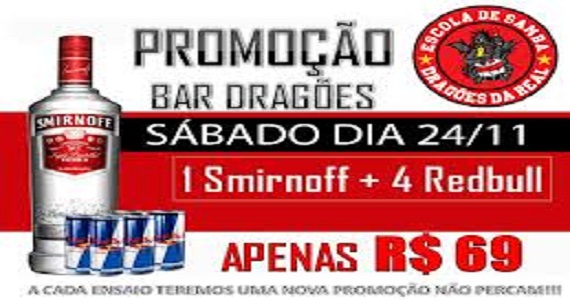 PROMOÇÃO
BAR DRAGÕES
ESCOLA DE SAMBA
DRAGÕES DA REAL
SÁBADO DIA 24/11
SMIRNOFF
1 Smirnoff + 4 Redbull
APENAS R$ 69
A CADA ENSAIO TEREMOS UMA NOVA PROMOÇÃO NÃO PERCAM!!!!